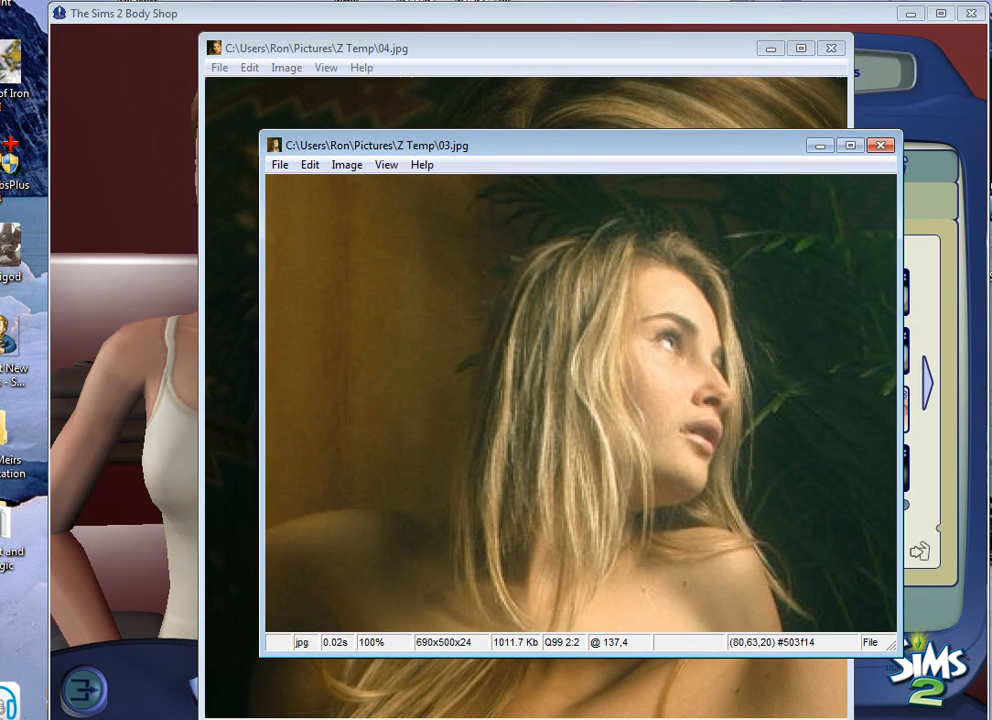 The Sims 2 Body Shop
C:\Users\Ron\Pictures\Z Temp\04.jpg
File Edit Image View Help
C:\Users\Ron\Pictures\Z Temp\03.jpg
File Edit Image View Help
of Iron
osPlus
igod
t New
- S...
Meirs
ation
t and
gic
jpg 0.02s 100% 690x500x24 1011.7 Kb Q99 2:2 @ 137,4 (80,63,20) #503f14 File
The SIMS
2